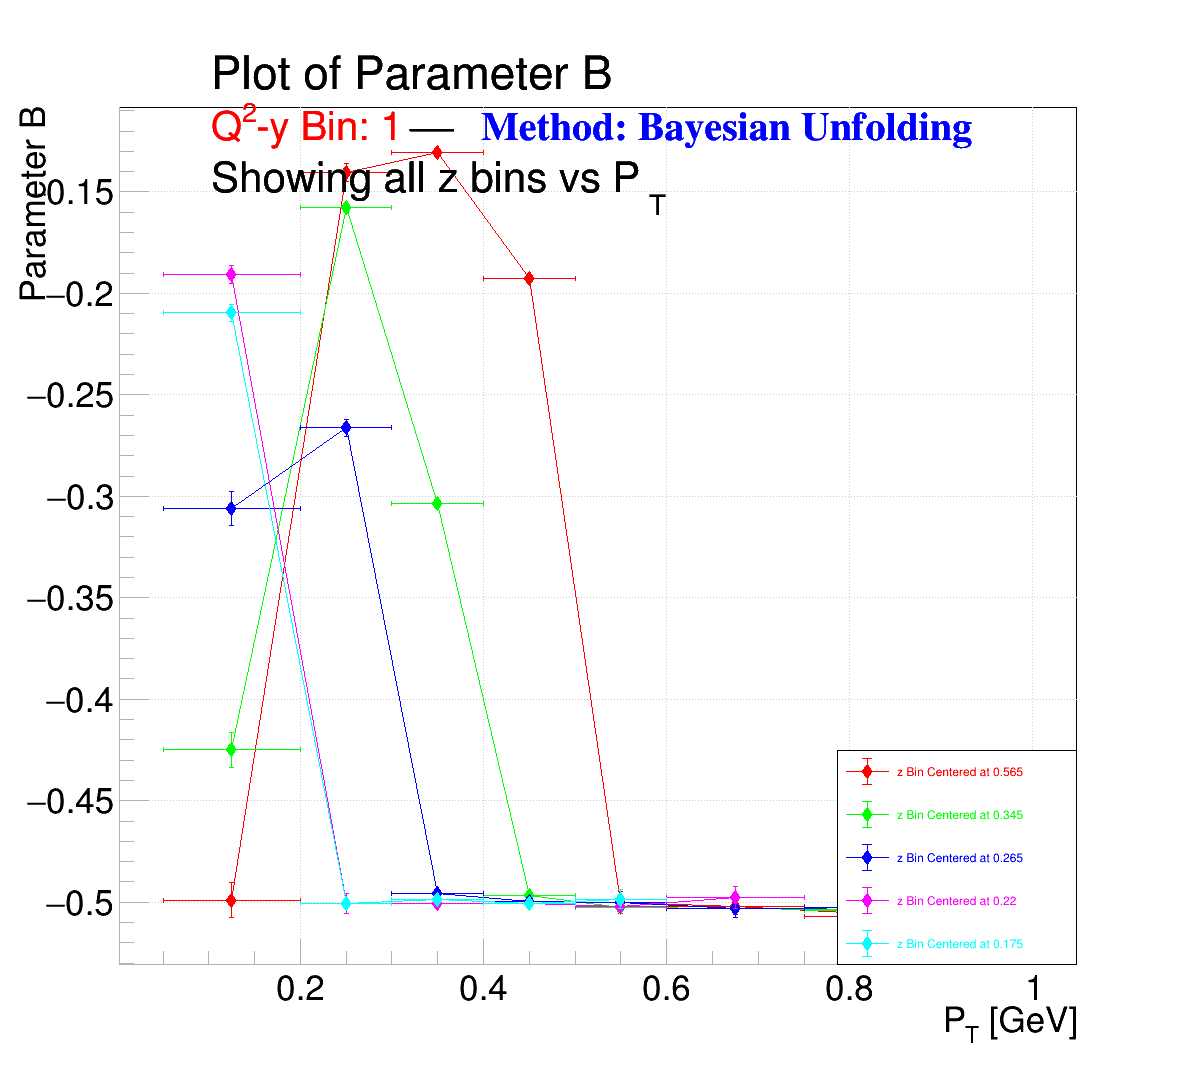 Plot of Parameter B
Q²-y Bin: 1 — Method: Bayesian Unfolding
Showing all z bins vs P_T
Parameter B
0.15
−0.2
−0.25
−0.3
−0.35
−0.4
−0.45
−0.5
z Bin Centered at 0.565
z Bin Centered at 0.345
z Bin Centered at 0.265
z Bin Centered at 0.22
z Bin Centered at 0.175
0.2 0.4 0.6 0.8 1
P_T [GeV]